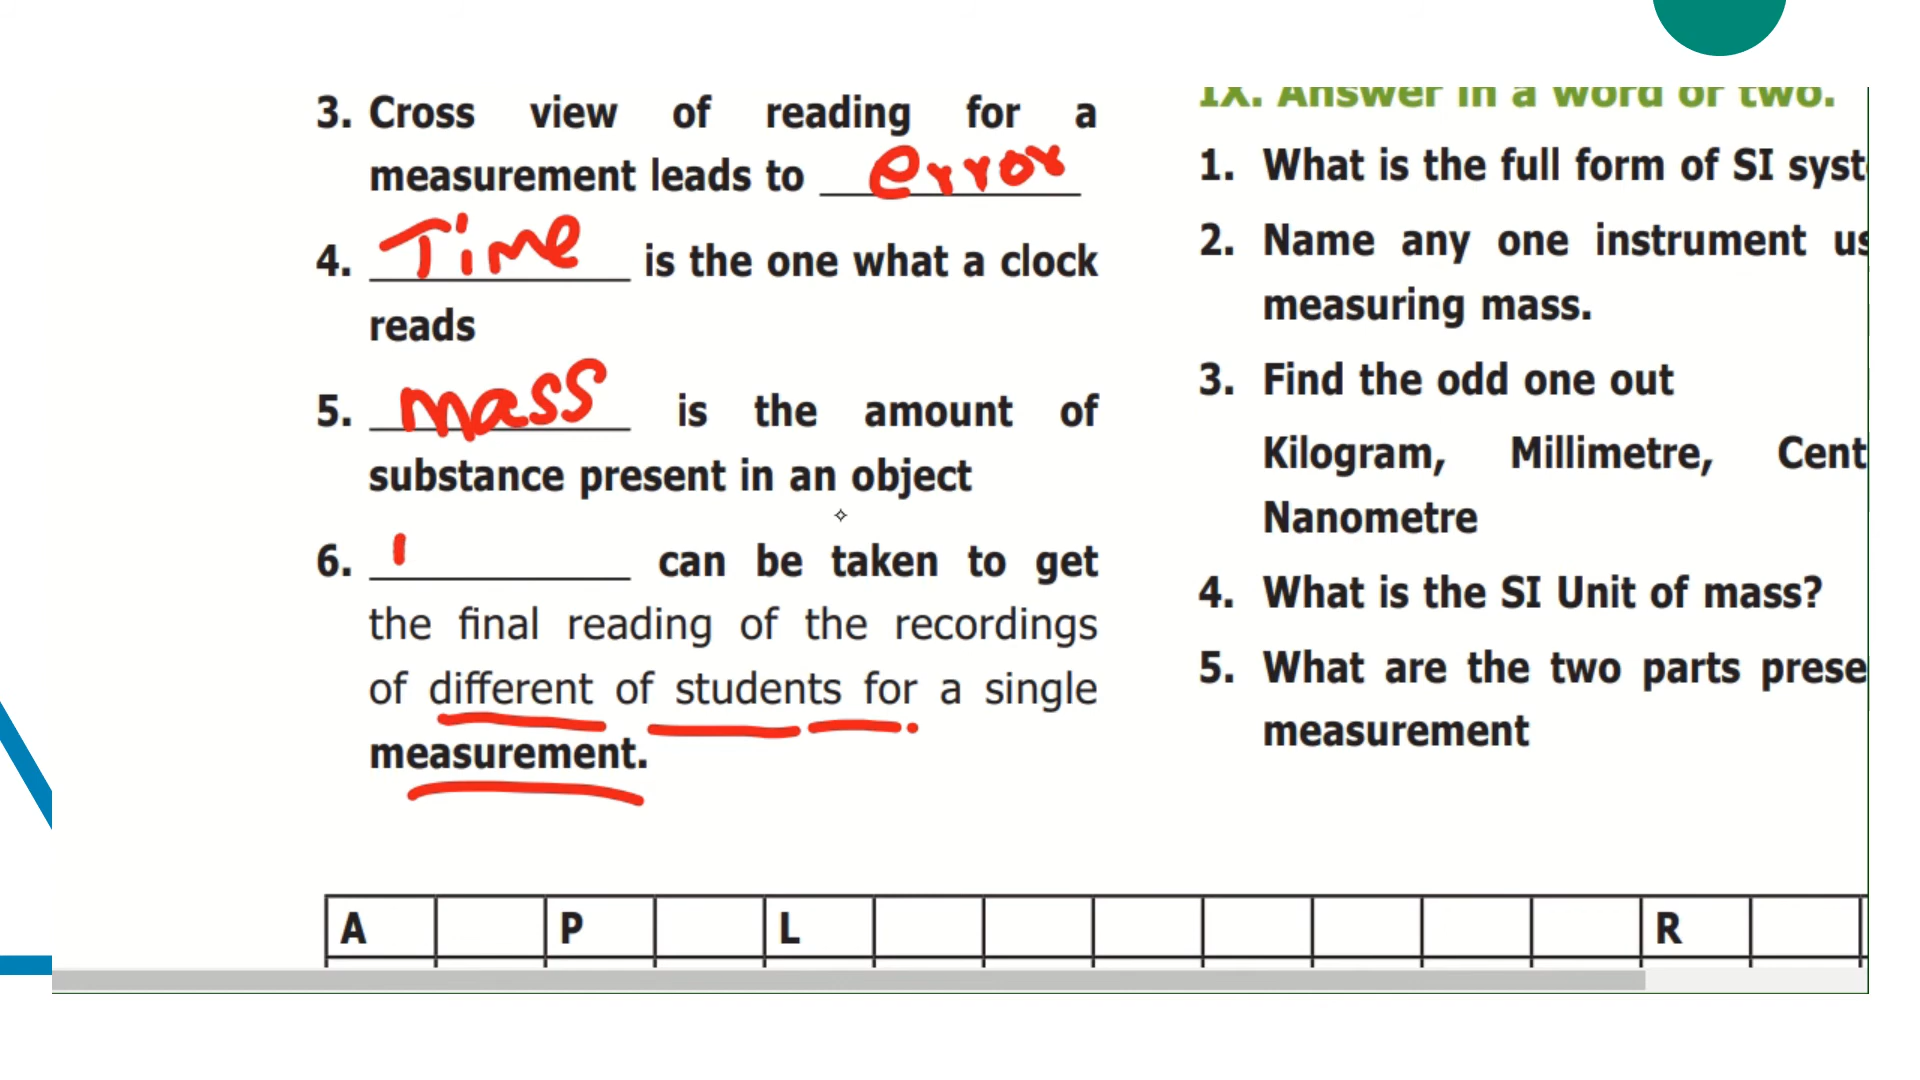 3. Cross view of reading for a
measurement leads to error
4. Time is the one what a clock
reads
5. mass is the amount of
substance present in an object
6. can be taken to get
the final reading of the recordings
of different of students for a single
measurement.
IX. Answer in a word or two.
1. What is the full form of SI syst
2. Name any one instrument us
measuring mass.
3. Find the odd one out
Kilogram, Millimetre, Cent
Nanometre
4. What is the SI Unit of mass?
5. What are the two parts prese
measurement
A P L R